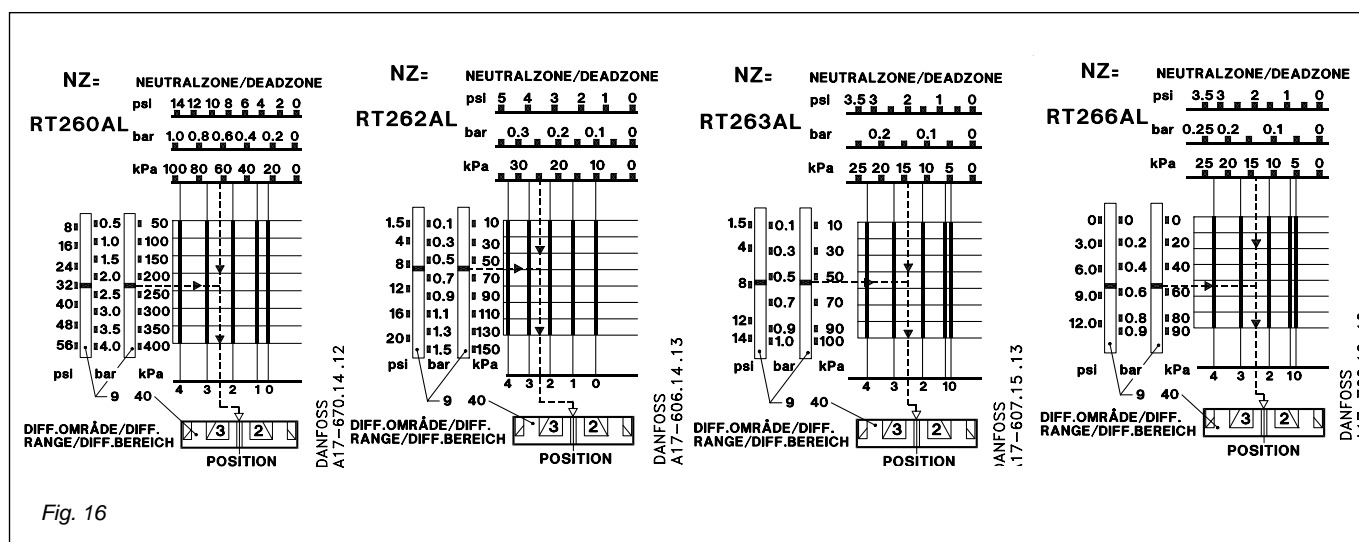 NZ=
NEUTRALZONE/DEADZONE
RT260AL
psi 14 12 10 8 6 4 2 0
bar 1.0 0.8 0.6 0.4 0.2 0
kPa 100 80 60 40 20 0
8 0.5 50
16 1.0 100
1.5 150
24 2.0 200
32 2.5 250
40 3.0 300
48 3.5 350
56 4.0 400
psi bar kPa
4 3 2 1 0
9 40
DIFF.OMRÅDE/DIFF.
RANGE/DIFF.BEREICH
3 2
POSITION
DANFOSS
A17-670.14.12
NZ=
NEUTRALZONE/DEADZONE
RT262AL
psi 5 4 3 2 1 0
bar 0.3 0.2 0.1 0
kPa 30 20 10 0
1.5 0.1 10
4 0.3 30
0.5 50
8 0.7 70
12 0.9 90
16 1.1 110
1.3 130
20 1.5 150
psi bar kPa
4 3 2 1 0
9 40
DIFF.OMRÅDE/DIFF.
RANGE/DIFF.BEREICH
3 2
POSITION
DANFOSS
A17-606.14.13
NZ=
NEUTRALZONE/DEADZONE
RT263AL
psi 3.5 3 2 1 0
bar 0.2 0.1 0
kPa 25 20 15 10 5 0
1.5 0.1 10
4 0.3 30
0.5 50
8 0.7 70
12 0.9 90
14 1.0 100
psi bar kPa
4 3 2 1 0
9 40
DIFF.OMRÅDE/DIFF.
RANGE/DIFF.BEREICH
3 2
POSITION
DANFOSS
A17-607.15.13
NZ=
NEUTRALZONE/DEADZONE
RT266AL
psi 3.5 3 2 1 0
bar 0.25 0.2 0.1 0
kPa 25 20 15 10 5 0
0 0 0
3.0 0.2 20
6.0 0.4 40
9.0 0.6 60
12.0 0.8 80
0.9 90
psi bar kPa
4 3 2 1 0
9 40
DIFF.OMRÅDE/DIFF.
RANGE/DIFF.BEREICH
3 2
POSITION
DANFOSS
Fig. 16